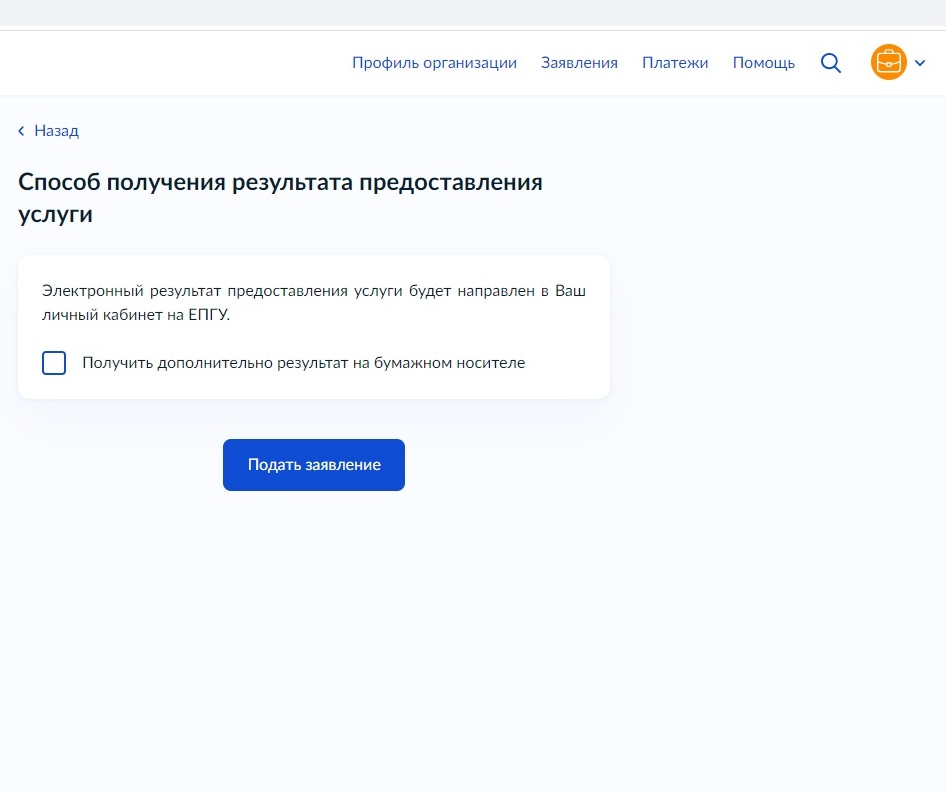 Профиль организации Заявления Платежи Помощь
Назад
Способ получения результата предоставления
услуги
Электронный результат предоставления услуги будет направлен в Ваш
личный кабинет на ЕПГУ.
Получить дополнительно результат на бумажном носителе
Подать заявление